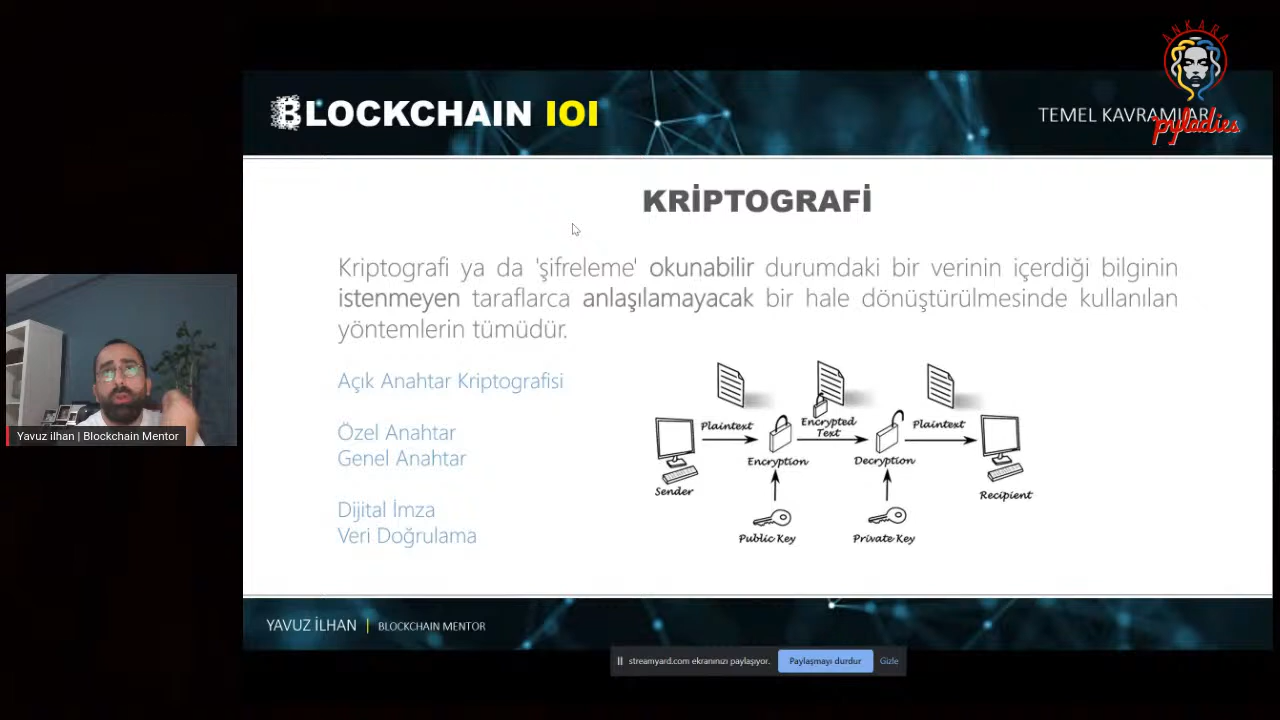 ANKARA
pyladies
BLOCKCHAIN 101
TEMEL KAVRAMLAR
KRİPTOGRAFİ
Kriptografi ya da 'şifreleme' okunabilir durumdaki bir verinin içerdiği bilginin
istenmeyen taraflarca anlaşılamayacak bir hale dönüştürülmesinde kullanılan
yöntemlerin tümüdür.
Açık Anahtar Kriptografisi
Özel Anahtar
Genel Anahtar
Dijital İmza
Veri Doğrulama
Plaintext
Encrypted
Text
Plaintext
Encryption
Decryption
Sender
Recipient
Public Key
Private Key
Yavuz ilhan | Blockchain Mentor
YAVUZ İLHAN | BLOCKCHAIN MENTOR
streamyard.com ekranınızı paylaşıyor.
Paylaşmayı durdur
Gizle